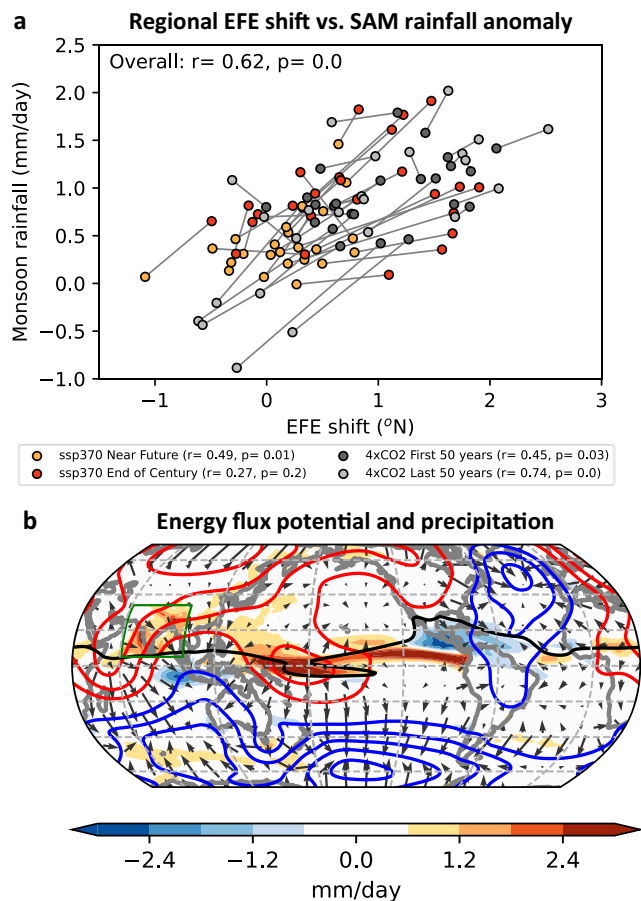 a Regional EFE shift vs. SAM rainfall anomaly
Overall: r= 0.62, p= 0.0
Monsoon rainfall (mm/day)
2.5
2.0
1.5
1.0
0.5
0.0
−0.5
−1.0
−1 0 1 2 3
EFE shift (°N)
ssp370 Near Future (r= 0.49, p= 0.01) 4xCO2 First 50 years (r= 0.45, p= 0.03)
ssp370 End of Century (r= 0.27, p= 0.2) 4xCO2 Last 50 years (r= 0.74, p= 0.0)
b Energy flux potential and precipitation
−2.4 −1.2 0.0 1.2 2.4
mm/day